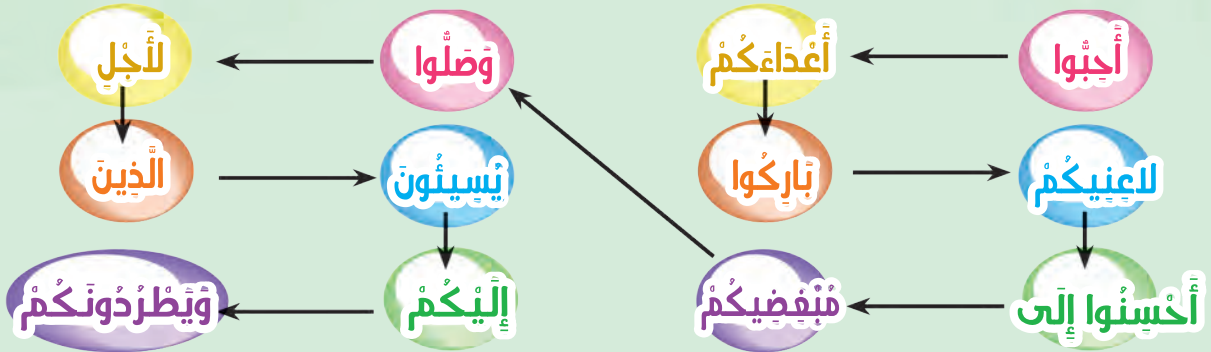 أَحِبُّوا
أَعْدَاءَكُمْ
بَارِكُوا
لاعِنِيكُمْ
أَحْسِنُوا إِلَى
مُبْغِضِيكُمْ
وَصَلُّوا
لأَجْلِ
الَّذِينَ
يُسِيئُونَ
إِلَيْكُمْ
وَيَطْرُدُونَكُمْ